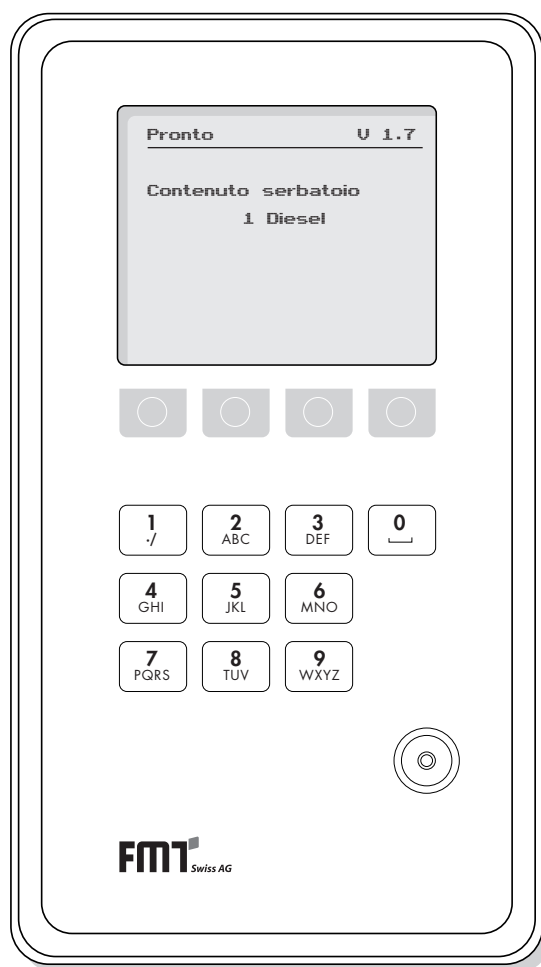 Pronto V 1.7
Contenuto serbatoio
1 Diesel
1 2 3 0
./ ABC DEF
4 5 6
GHI JKL MNO
7 8 9
PQRS TUV WXYZ
FMT Swiss AG